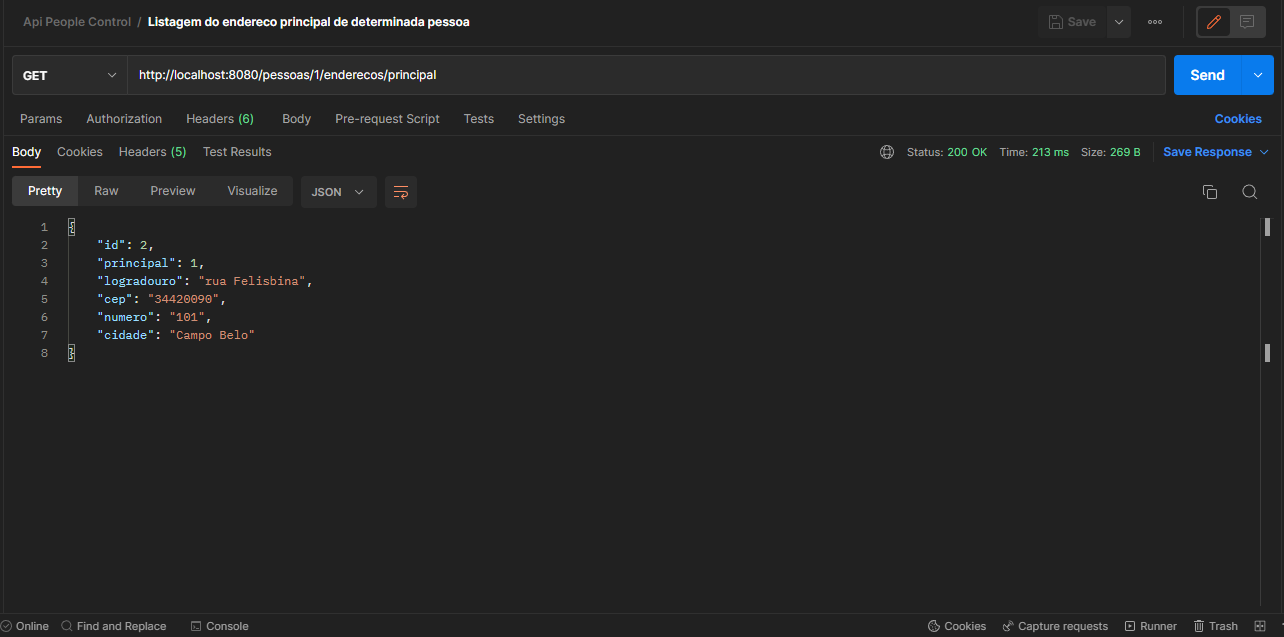 Api People Control / Listagem do endereco principal de determinada pessoa Save
GET http://localhost:8080/pessoas/1/enderecos/principal Send
Params Authorization Headers (6) Body Pre-request Script Tests Settings Cookies
Body Cookies Headers (5) Test Results Status: 200 OK Time: 213 ms Size: 269 B Save Response
Pretty Raw Preview Visualize JSON
1 {
2 "id": 2,
3 "principal": 1,
4 "logradouro": "rua Felisbina",
5 "cep": "34420090",
6 "numero": "101",
7 "cidade": "Campo Belo"
8 }
Online Find and Replace Console Cookies Capture requests Runner Trash